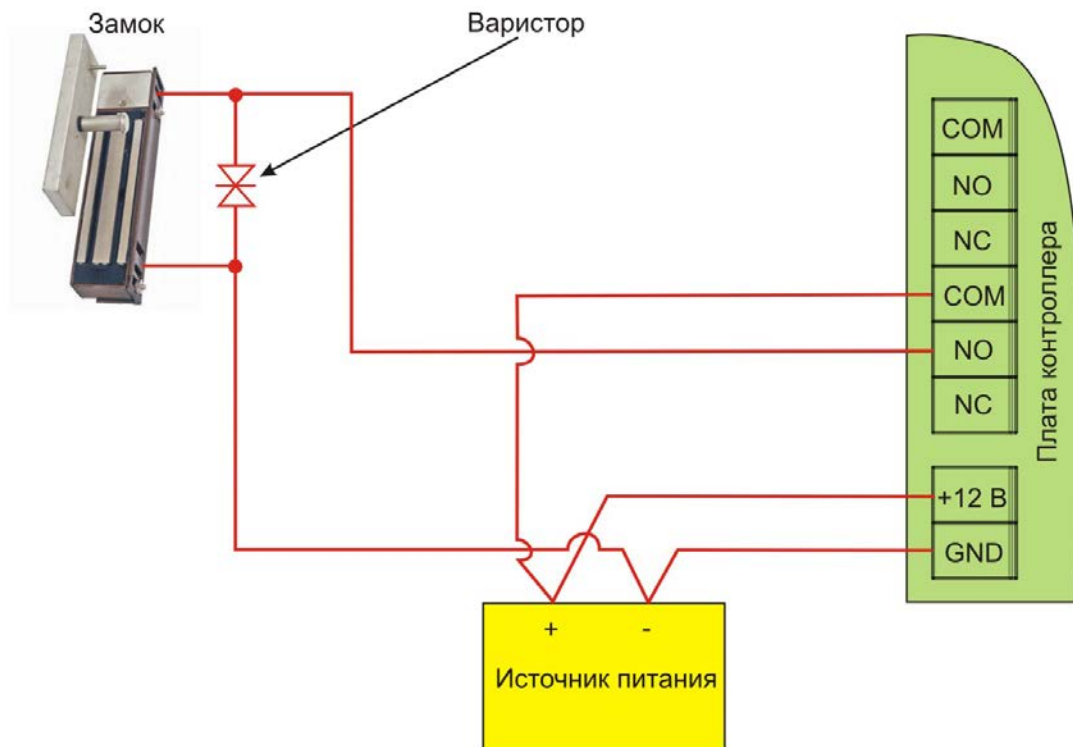 Замок
Варистор
COM
NO
NC
COM
NO
NC
+12 В
GND
Плата контроллера
+ -
Источник питания